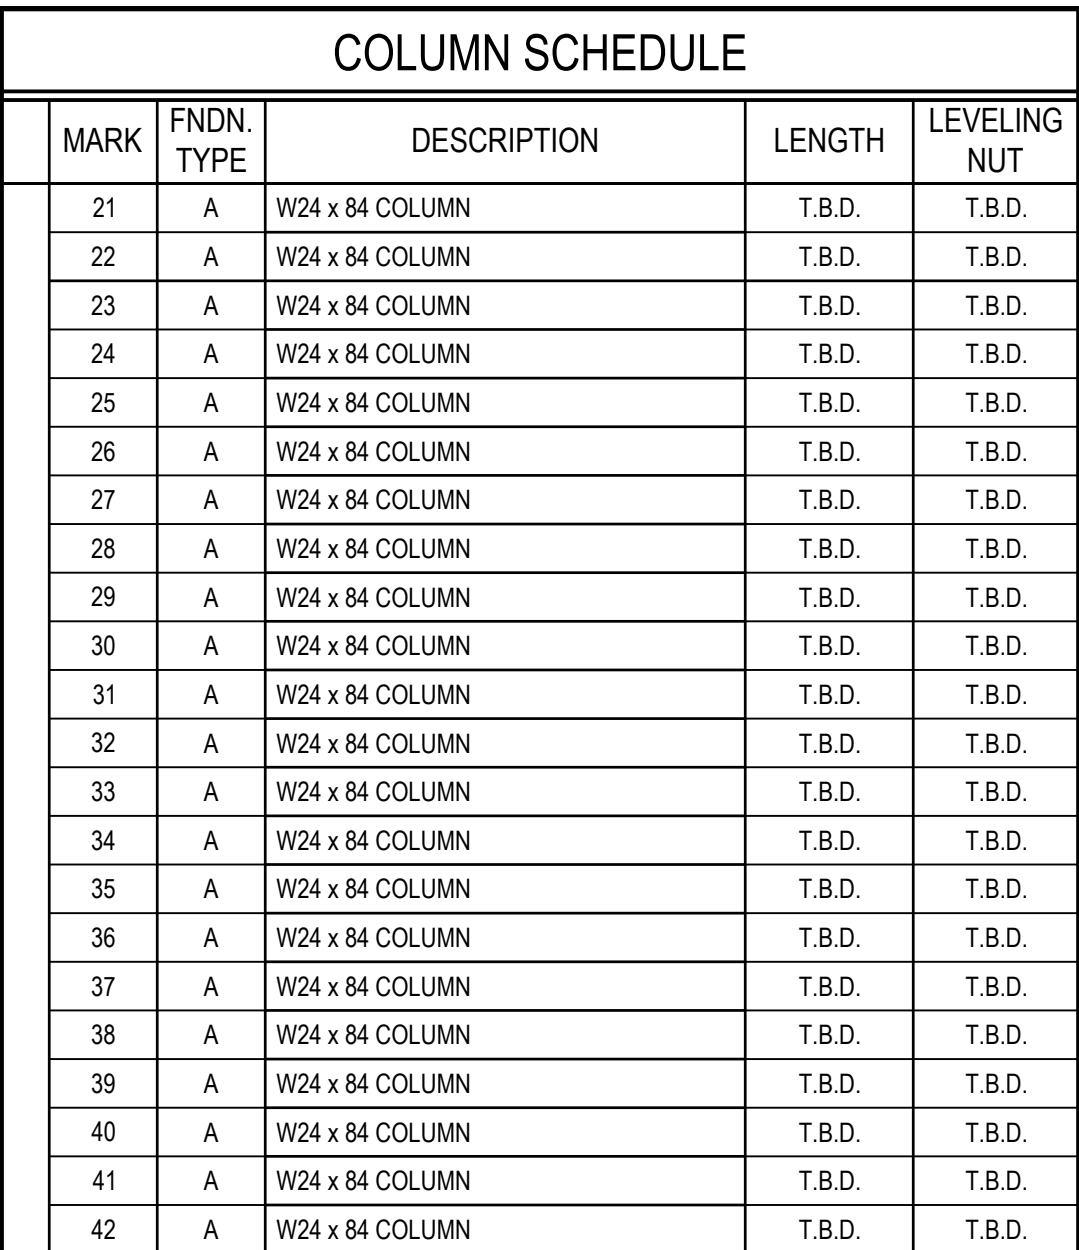 COLUMN SCHEDULE
MARK FNDN. TYPE DESCRIPTION LENGTH LEVELING NUT
21 A W24 x 84 COLUMN T.B.D. T.B.D.
22 A W24 x 84 COLUMN T.B.D. T.B.D.
23 A W24 x 84 COLUMN T.B.D. T.B.D.
24 A W24 x 84 COLUMN T.B.D. T.B.D.
25 A W24 x 84 COLUMN T.B.D. T.B.D.
26 A W24 x 84 COLUMN T.B.D. T.B.D.
27 A W24 x 84 COLUMN T.B.D. T.B.D.
28 A W24 x 84 COLUMN T.B.D. T.B.D.
29 A W24 x 84 COLUMN T.B.D. T.B.D.
30 A W24 x 84 COLUMN T.B.D. T.B.D.
31 A W24 x 84 COLUMN T.B.D. T.B.D.
32 A W24 x 84 COLUMN T.B.D. T.B.D.
33 A W24 x 84 COLUMN T.B.D. T.B.D.
34 A W24 x 84 COLUMN T.B.D. T.B.D.
35 A W24 x 84 COLUMN T.B.D. T.B.D.
36 A W24 x 84 COLUMN T.B.D. T.B.D.
37 A W24 x 84 COLUMN T.B.D. T.B.D.
38 A W24 x 84 COLUMN T.B.D. T.B.D.
39 A W24 x 84 COLUMN T.B.D. T.B.D.
40 A W24 x 84 COLUMN T.B.D. T.B.D.
41 A W24 x 84 COLUMN T.B.D. T.B.D.
42 A W24 x 84 COLUMN T.B.D. T.B.D.